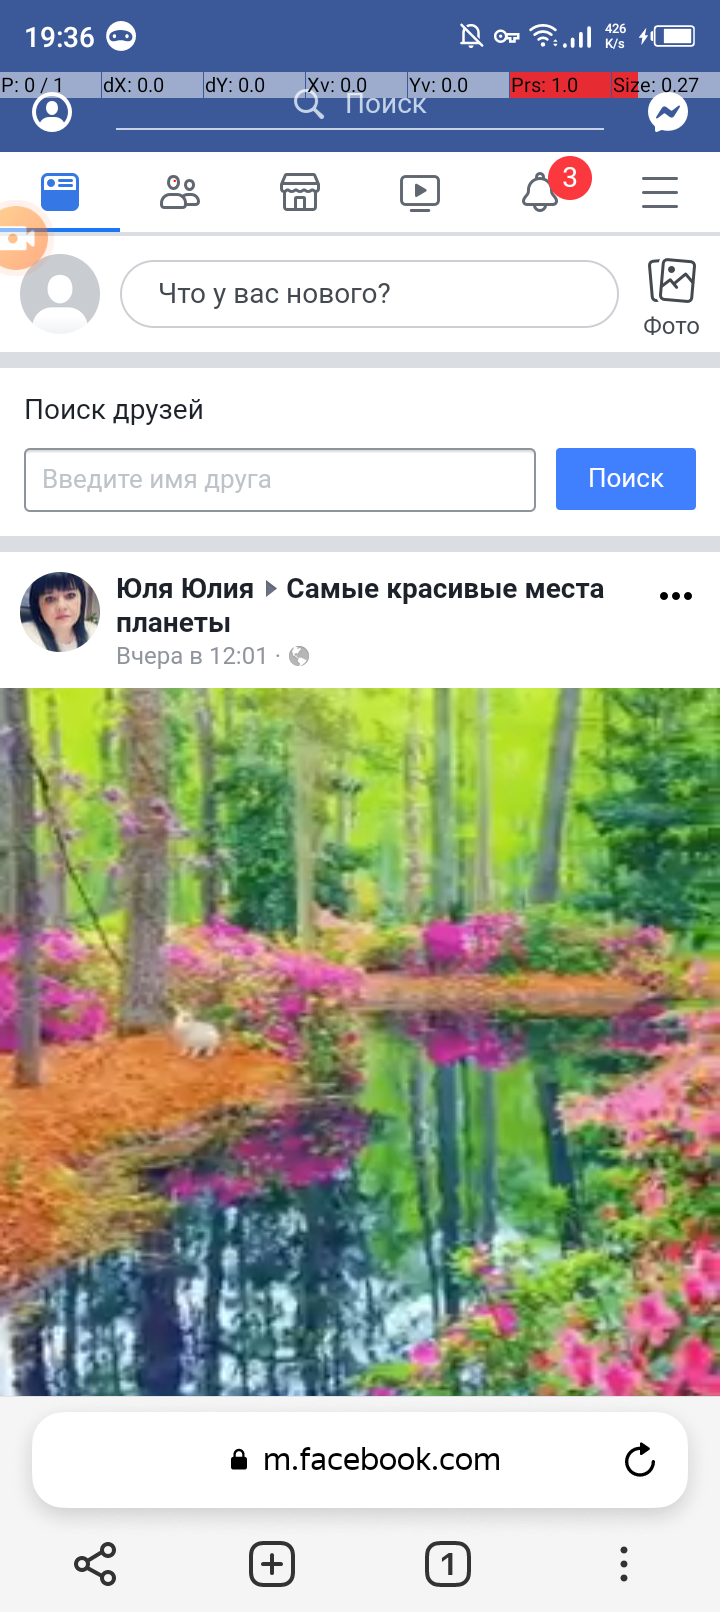 19:36
426
K/s
P: 0 / 1 dX: 0.0 dY: 0.0 Xv: 0.0 Yv: 0.0 Prs: 1.0 Size: 0.27
Поиск
3
Что у вас нового?
Фото
Поиск друзей
Введите имя друга
Поиск
Юля Юлия Самые красивые места
планеты
Вчера в 12:01 ·
m.facebook.com
1